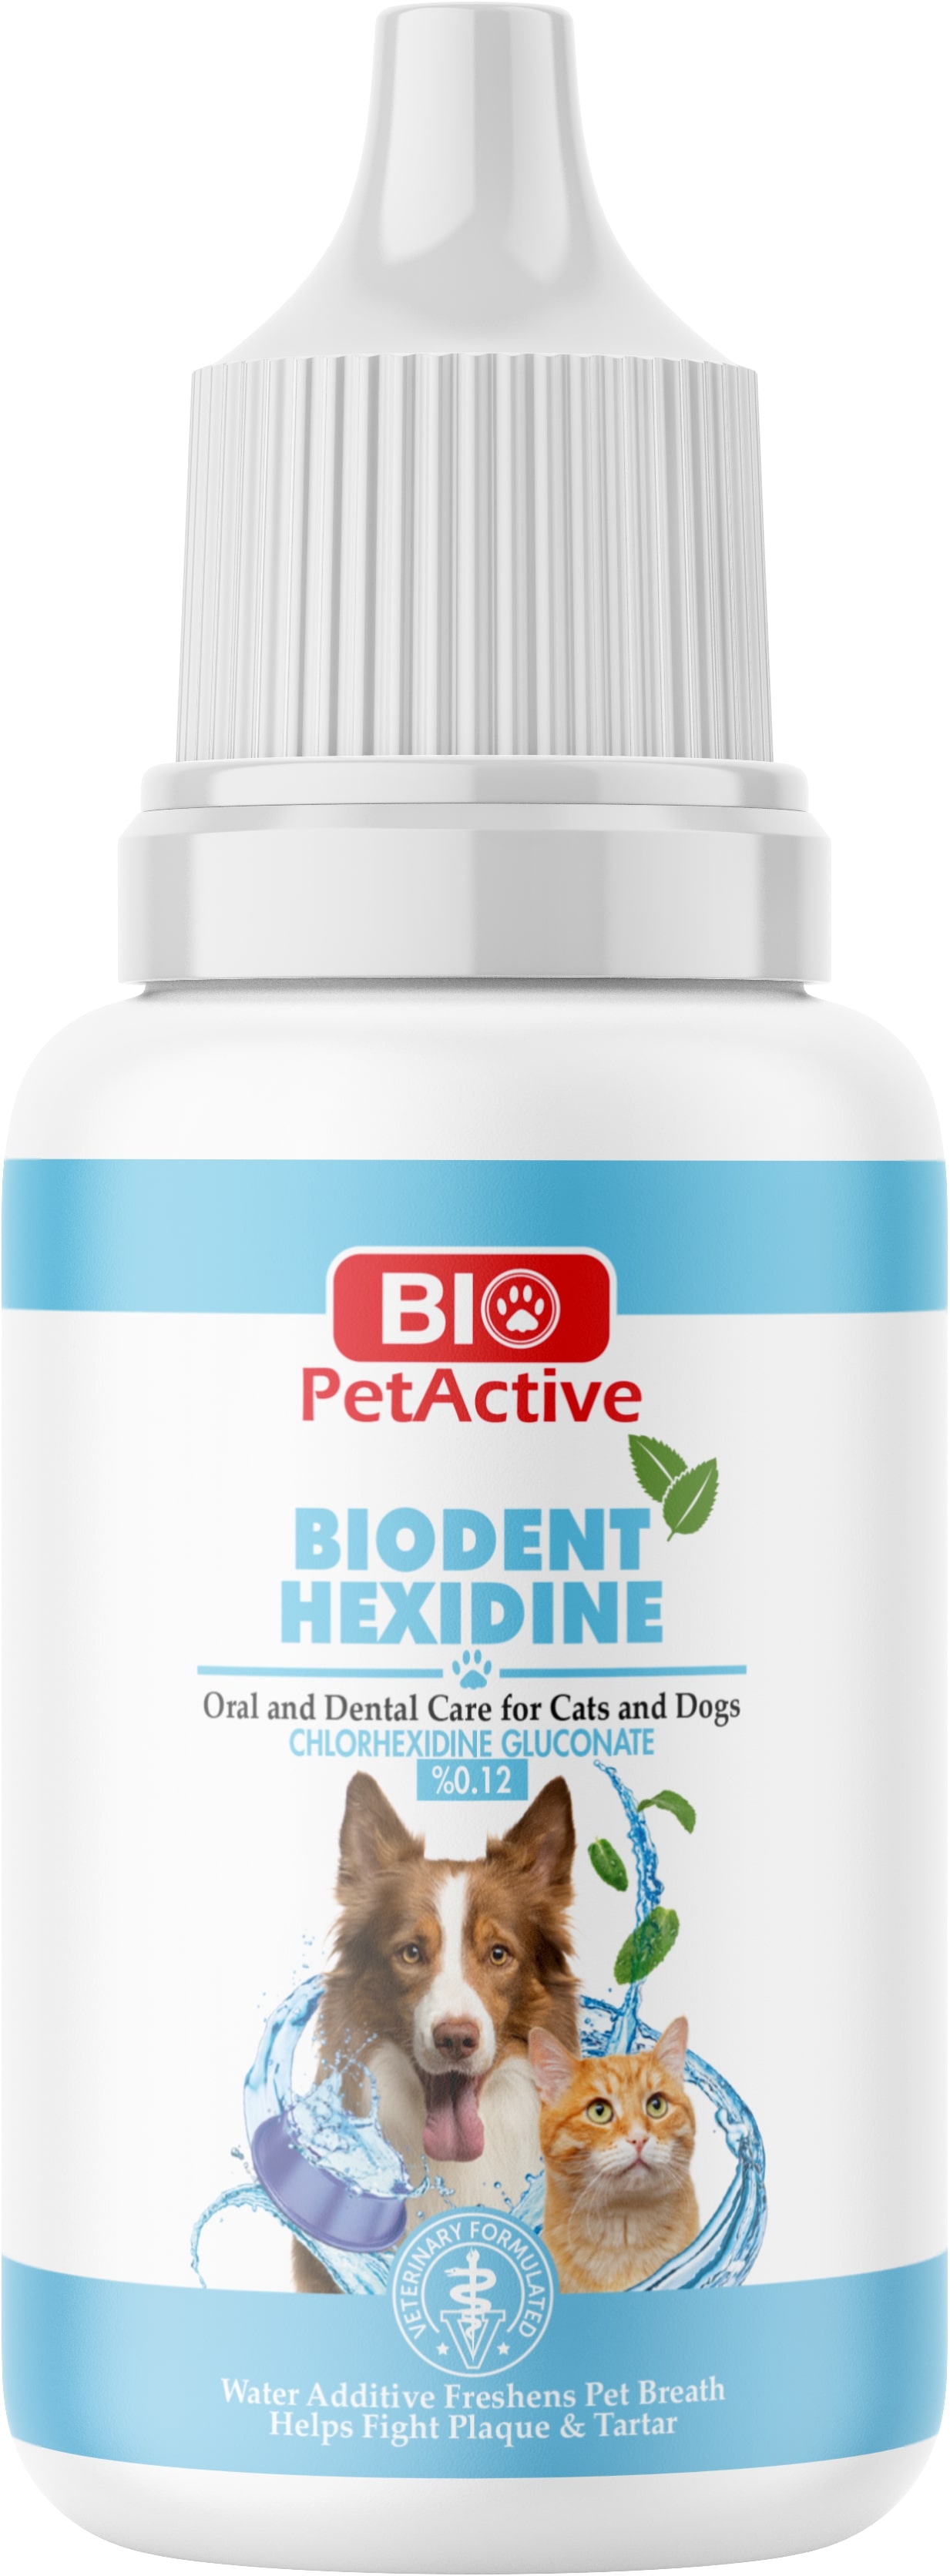 BIO
PetActive
BIODENT
HEXIDINE
Oral and Dental Care for Cats and Dogs
CHLORHEXIDINE GLUCONATE
%0.12
VETERINARY FORMULATED
V
Water Additive Freshens Pet Breath
Helps Fight Plaque & Tartar